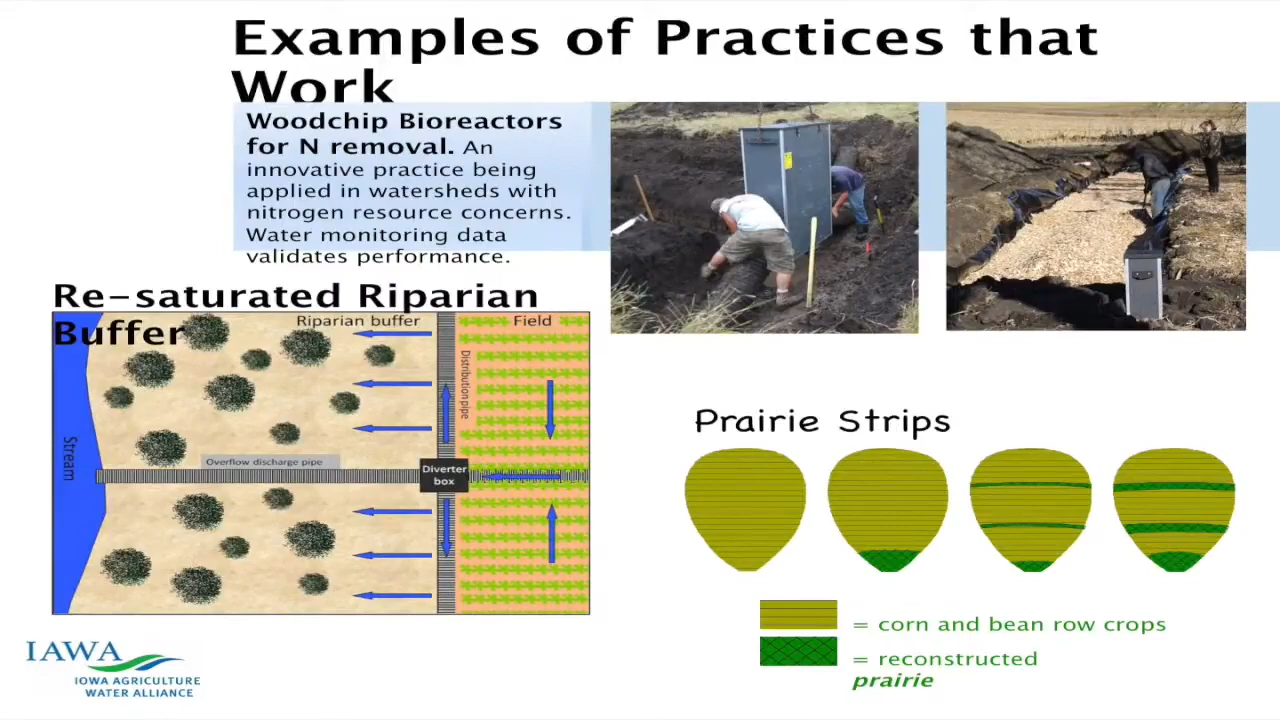 Examples of Practices that
Work
Woodchip Bioreactors
for N removal. An
innovative practice being
applied in watersheds with
nitrogen resource concerns.
Water monitoring data
validates performance.
Re-saturated Riparian
Buffer
Riparian buffer
Field
Distribution pipe
Stream
Overflow discharge pipe
Diverter
box
Prairie Strips
= corn and bean row crops
= reconstructed
prairie
IAWA
IOWA AGRICULTURE
WATER ALLIANCE